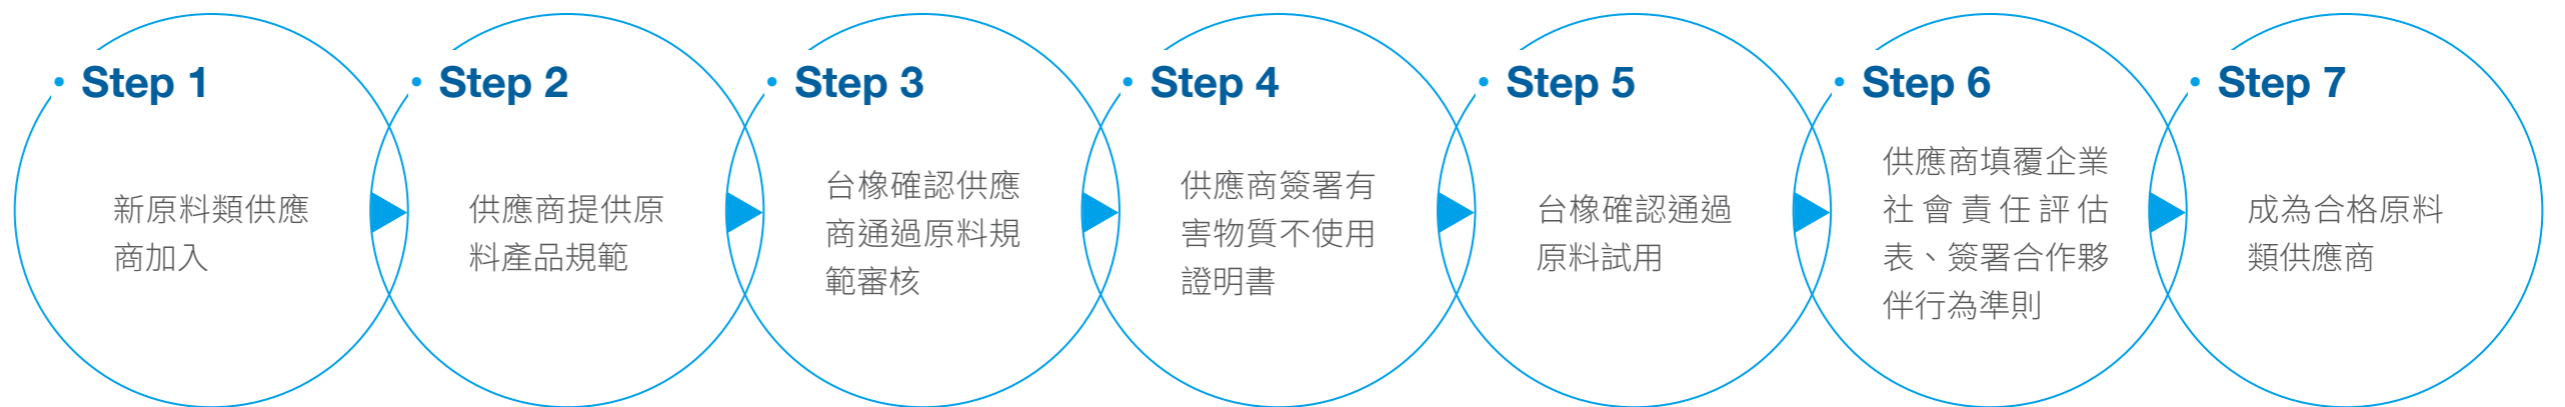 Step 1
新原料類供應
商加入
Step 2
供應商提供原
料產品規範
Step 3
台橡確認供應
商通過原料規
範審核
Step 4
供應商簽署有
害物質不使用
證明書
Step 5
台橡確認通過
原料試用
Step 6
供應商填覆企業
社會責任評估
表、簽署合作夥
伴行為準則
Step 7
成為合格原料
類供應商